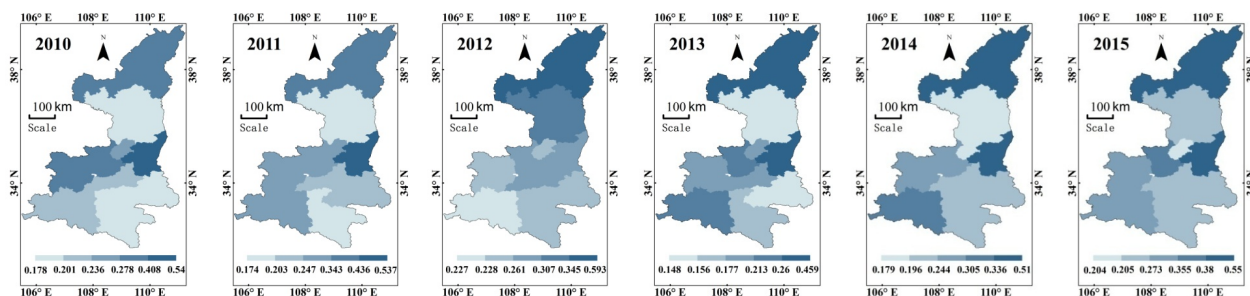 106° E 108° E 110° E
2010
N
38° N
100 km
Scale
34° N
0.178 0.201 0.236 0.278 0.408 0.54
106° E 108° E 110° E
106° E 108° E 110° E
2011
N
38° N
100 km
Scale
34° N
0.174 0.203 0.247 0.343 0.436 0.537
106° E 108° E 110° E
106° E 108° E 110° E
2012
N
38° N
100 km
Scale
34° N
0.227 0.228 0.261 0.307 0.345 0.593
106° E 108° E 110° E
106° E 108° E 110° E
2013
N
38° N
100 km
Scale
34° N
0.148 0.156 0.177 0.213 0.26 0.459
106° E 108° E 110° E
106° E 108° E 110° E
2014
N
38° N
100 km
Scale
34° N
0.179 0.196 0.244 0.305 0.336 0.51
106° E 108° E 110° E
106° E 108° E 110° E
2015
N
38° N
100 km
Scale
34° N
0.204 0.205 0.273 0.355 0.38 0.55
106° E 108° E 110° E